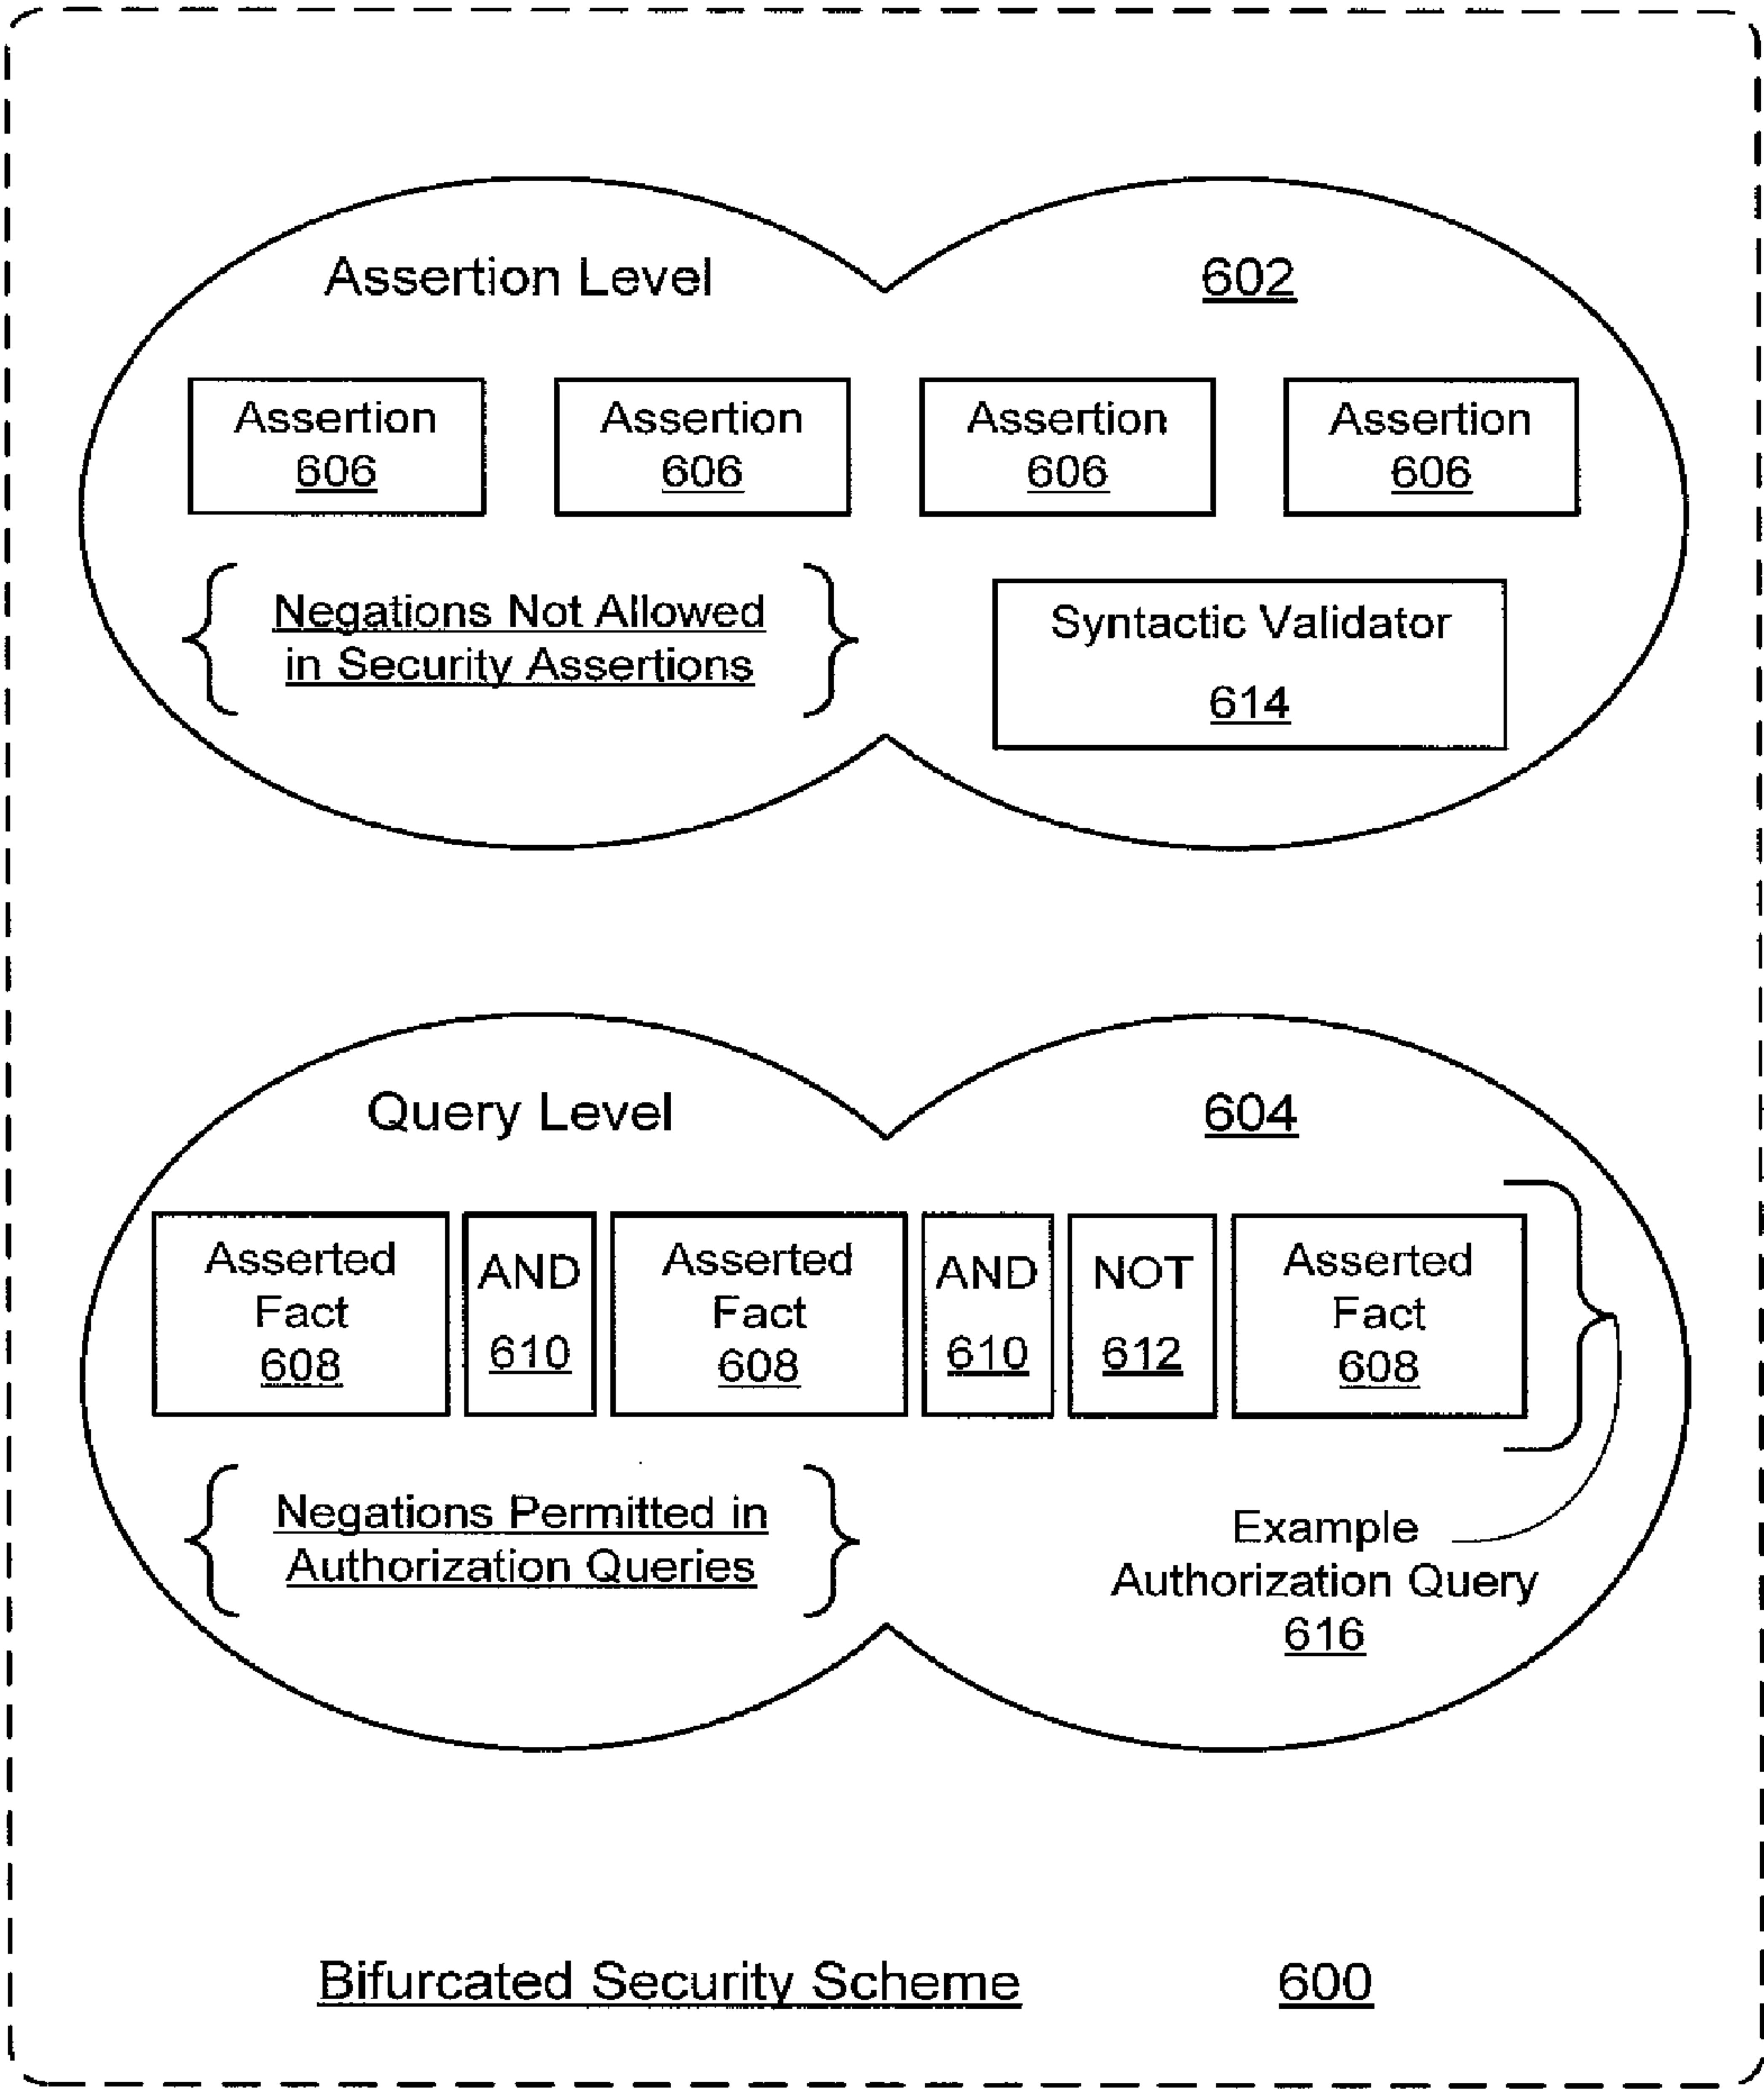 Assertion Level 602
Assertion
606
Assertion
606
Assertion
606
Assertion
606
Negations Not Allowed
in Security Assertions
Syntactic Validator
614
Query Level 604
Asserted
Fact
608
AND
610
Asserted
Fact
608
AND
610
NOT
612
Asserted
Fact
608
Negations Permitted in
Authorization Queries
Example
Authorization Query
616
Bifurcated Security Scheme 600